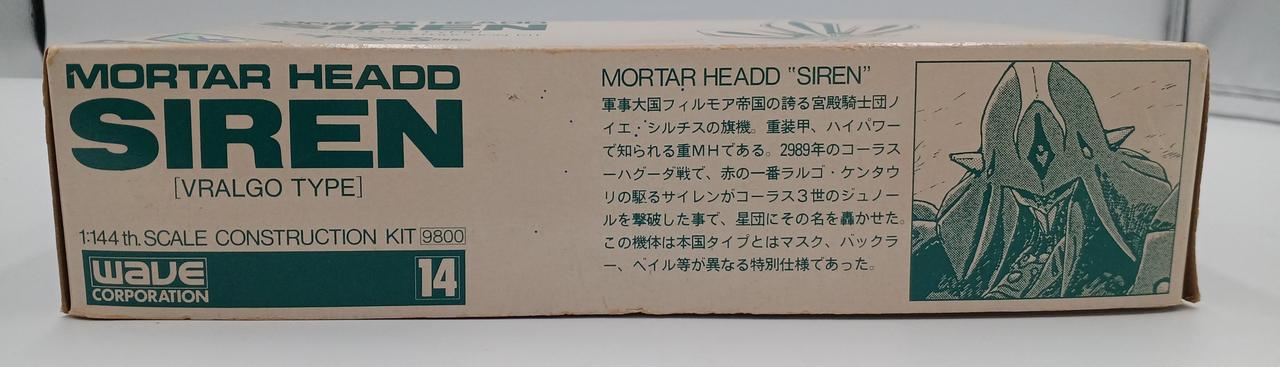 MORTAR HEADD
SIREN
MORTAR HEADD
SIREN
[VRALGO TYPE]
1:144 th. SCALE CONSTRUCTION KIT 9800
WAVE
CORPORATION
14
MORTAR HEADD "SIREN"
軍事大国フィルモア帝国の誇る宮殿騎士団ノ
イエ・シルチスの旗機。重装甲、ハイパワー
で知られる重MHである。2989年のコーラス
ーハグーダ戦で、赤の一番ラルゴ・ケンタウ
リの駆るサイレンがコーラス3世のジュノー
ルを撃破した事で、星団にその名を轟かせた。
この機体は本国タイプとはマスク、バックラ
ー、ベイル等が異なる特別仕様であった。